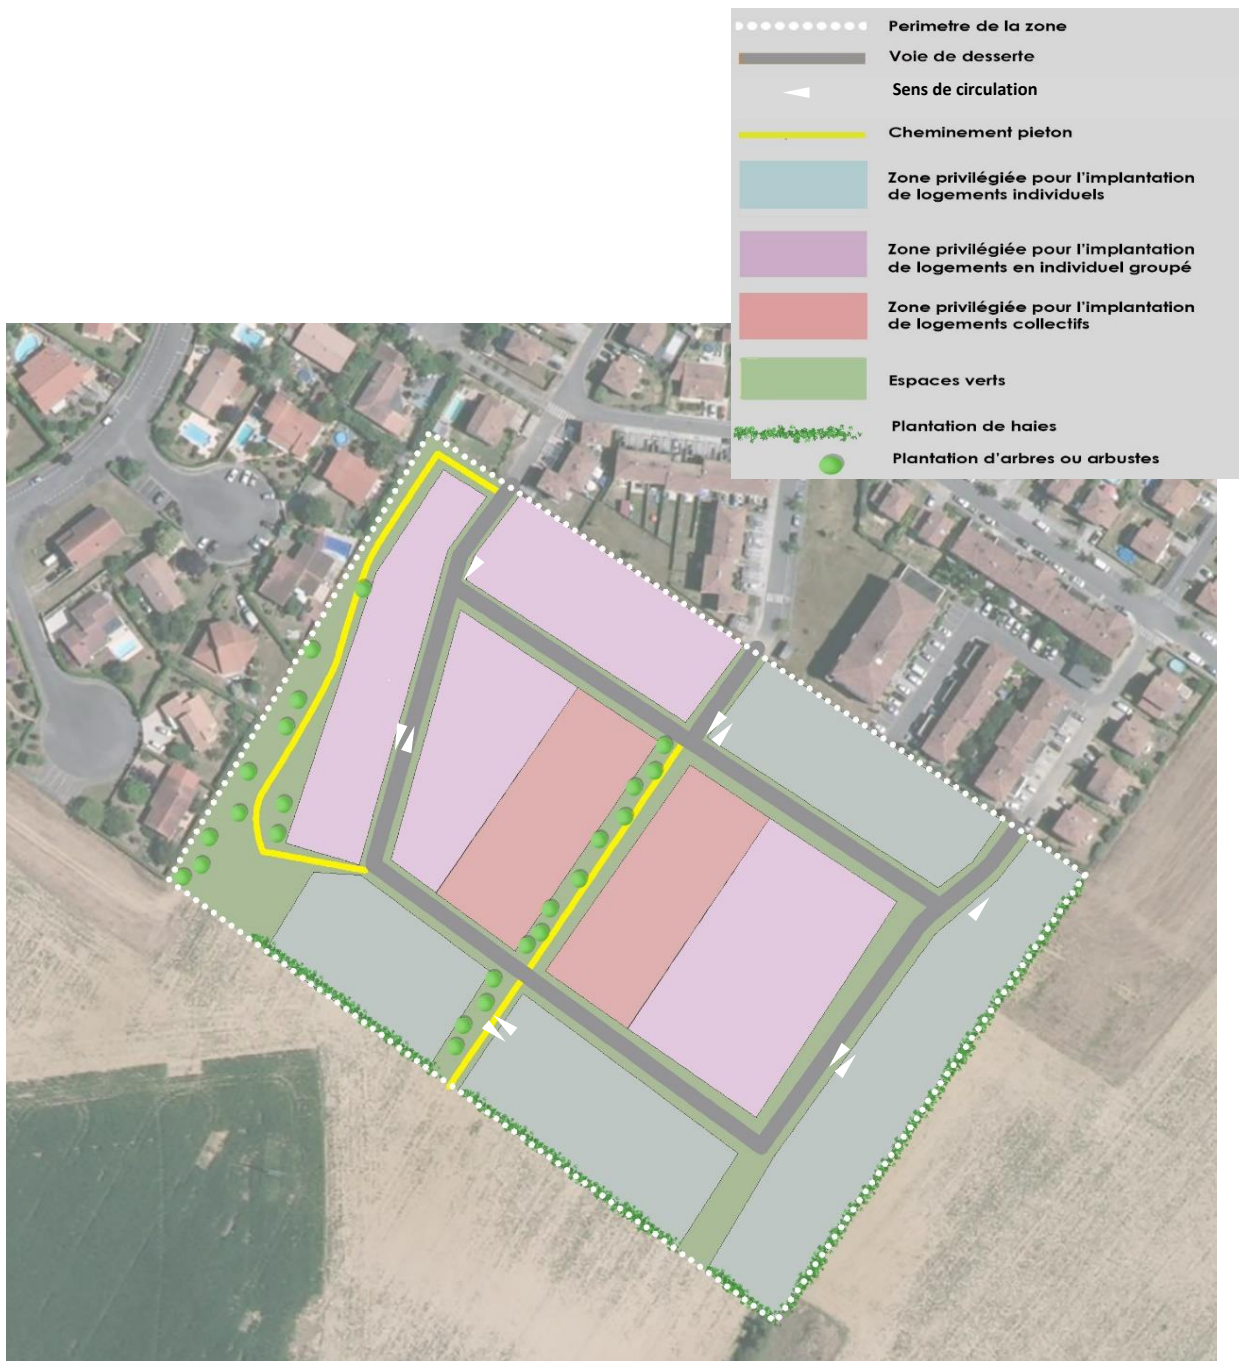 Perimetre de la zone
Voie de desserte
Sens de circulation
Cheminement pieton
Zone privilégiée pour l'implantation
de logements individuels
Zone privilégiée pour l'implantation
de logements en individuel groupé
Zone privilégiée pour l'implantation
de logements collectifs
Espaces verts
Plantation de haies
Plantation d'arbres ou arbustes